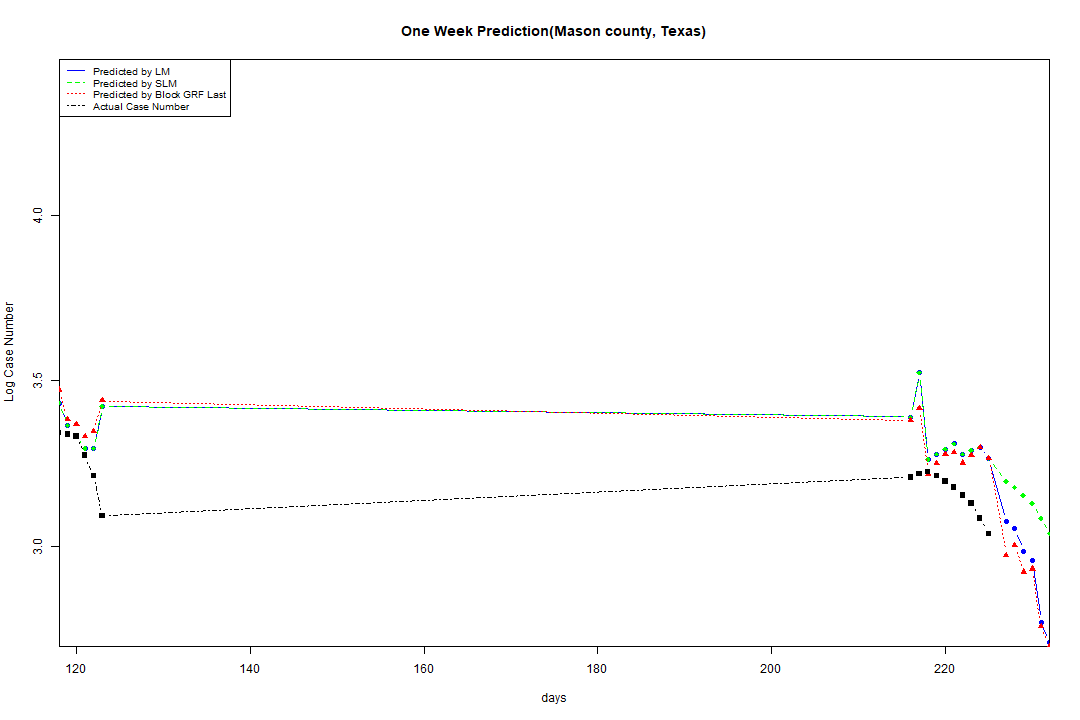 One Week Prediction(Mason county, Texas)
Predicted by LM
Predicted by SLM
Predicted by Block GRF Last
Actual Case Number
Log Case Number
4.0
3.5
3.0
120 140 160 180 200 220
days